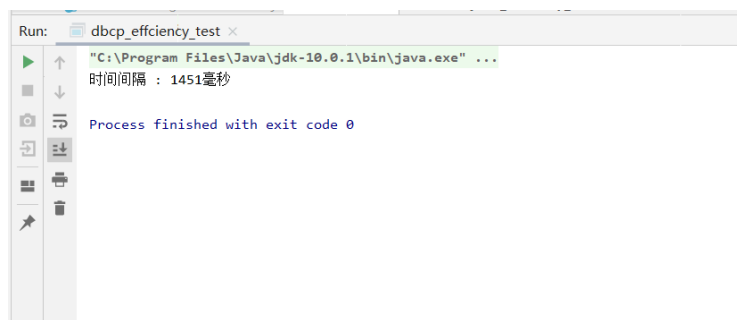 Run: dbcp_effciency_test
"C:\Program Files\Java\jdk-10.0.1\bin\java.exe" ...
时间间隔 : 1451毫秒
Process finished with exit code 0